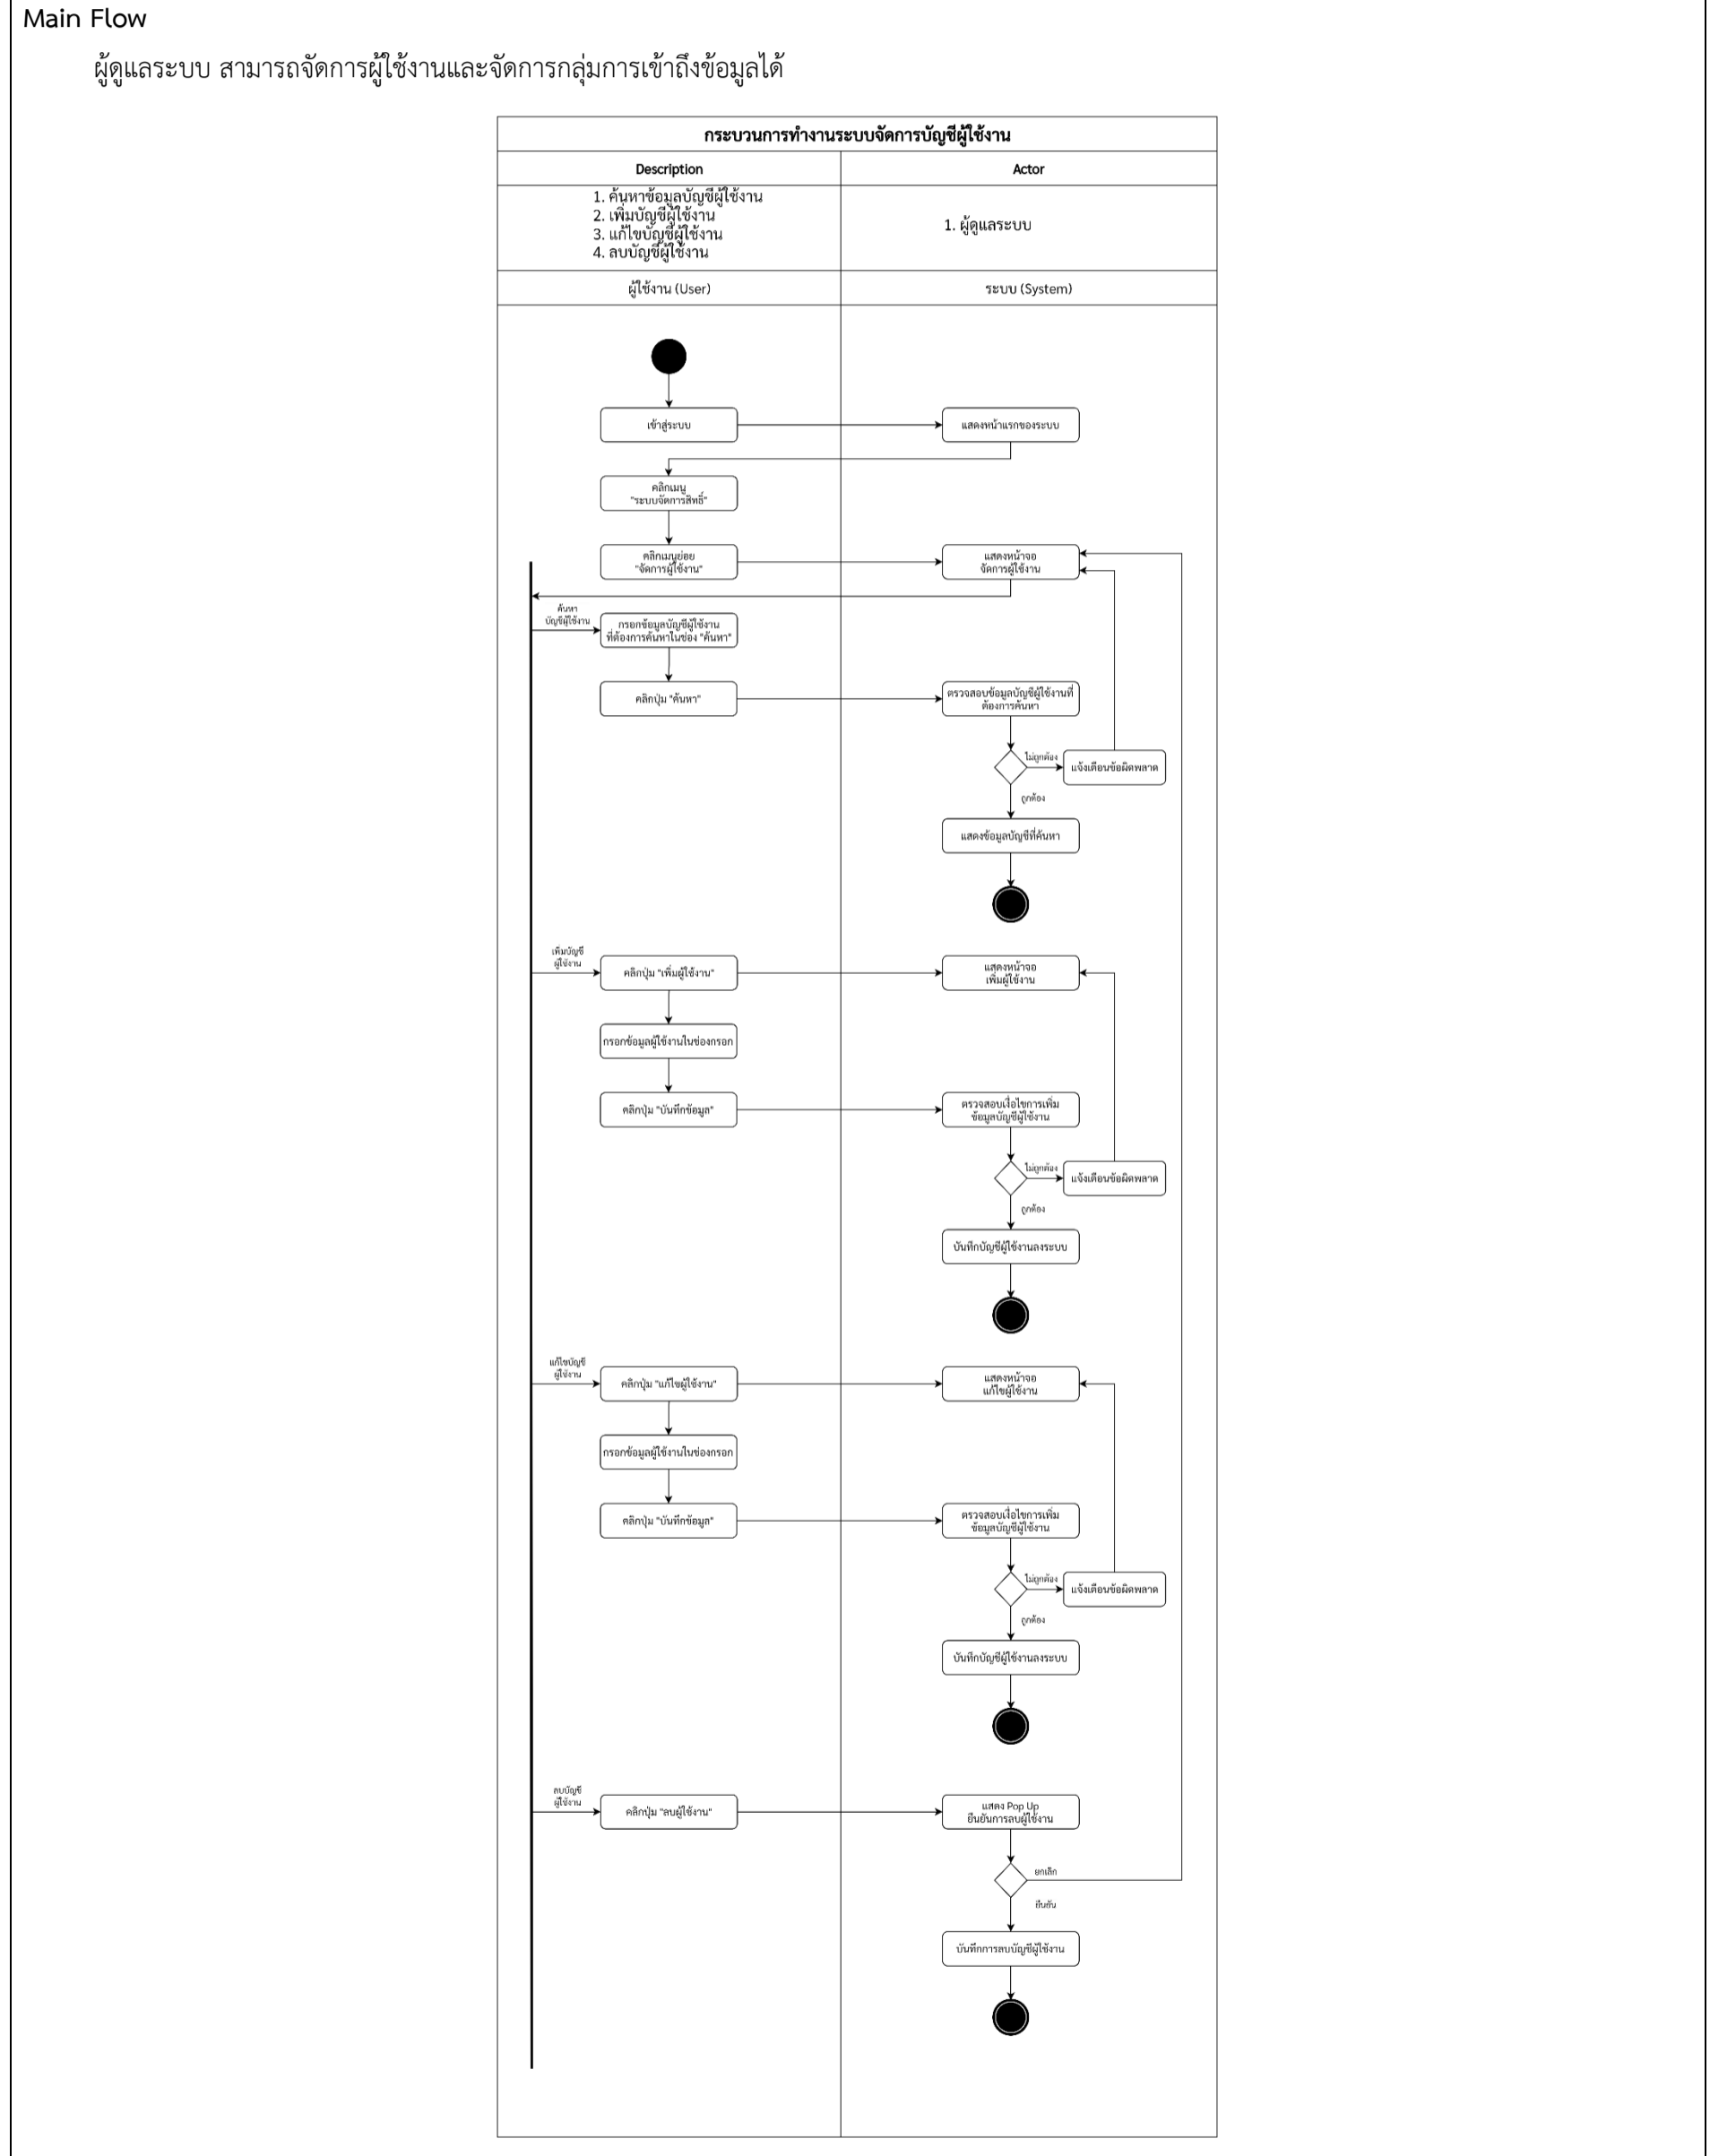 Main Flow
ผู้ดูแลระบบ สามารถจัดการผู้ใช้งานและจัดการกลุ่มการเข้าถึงข้อมูลได้
กระบวนการทำงานระบบจัดการบัญชีผู้ใช้งาน
Description
Actor
1. ค้นหาข้อมูลบัญชีผู้ใช้งาน
2. เพิ่มบัญชีผู้ใช้งาน
3. แก้ไขบัญชีผู้ใช้งาน
4. ลบบัญชีผู้ใช้งาน
1. ผู้ดูแลระบบ
ผู้ใช้งาน (User)
ระบบ (System)
เข้าสู่ระบบ
แสดงหน้าแรกของระบบ
คลิกเมนู
"ระบบจัดการสิทธิ์"
คลิกเมนูย่อย
"จัดการผู้ใช้งาน"
แสดงหน้าจอ
จัดการผู้ใช้งาน
ค้นหา
บัญชีผู้ใช้งาน
กรอกข้อมูลบัญชีผู้ใช้งาน
ที่ต้องการค้นหาในช่อง "ค้นหา"
คลิกปุ่ม "ค้นหา"
ตรวจสอบข้อมูลบัญชีผู้ใช้งานที่
ต้องการค้นหา
ไม่ถูกต้อง
แจ้งเตือนข้อผิดพลาด
ถูกต้อง
แสดงข้อมูลบัญชีที่ค้นหา
เพิ่มบัญชี
ผู้ใช้งาน
คลิกปุ่ม "เพิ่มผู้ใช้งาน"
แสดงหน้าจอ
เพิ่มผู้ใช้งาน
กรอกข้อมูลผู้ใช้งานในช่องกรอก
คลิกปุ่ม "บันทึกข้อมูล"
ตรวจสอบเงื่อไขการเพิ่ม
ข้อมูลบัญชีผู้ใช้งาน
ไม่ถูกต้อง
แจ้งเตือนข้อผิดพลาด
ถูกต้อง
บันทึกบัญชีผู้ใช้งานลงระบบ
แก้ไขบัญชี
ผู้ใช้งาน
คลิกปุ่ม "แก้ไขผู้ใช้งาน"
แสดงหน้าจอ
แก้ไขผู้ใช้งาน
กรอกข้อมูลผู้ใช้งานในช่องกรอก
คลิกปุ่ม "บันทึกข้อมูล"
ตรวจสอบเงื่อไขการเพิ่ม
ข้อมูลบัญชีผู้ใช้งาน
ไม่ถูกต้อง
แจ้งเตือนข้อผิดพลาด
ถูกต้อง
บันทึกบัญชีผู้ใช้งานลงระบบ
ลบบัญชี
ผู้ใช้งาน
คลิกปุ่ม "ลบผู้ใช้งาน"
แสดง Pop Up
ยืนยันการลบผู้ใช้งาน
ยกเลิก
ยืนยัน
บันทึกการลบบัญชีผู้ใช้งาน